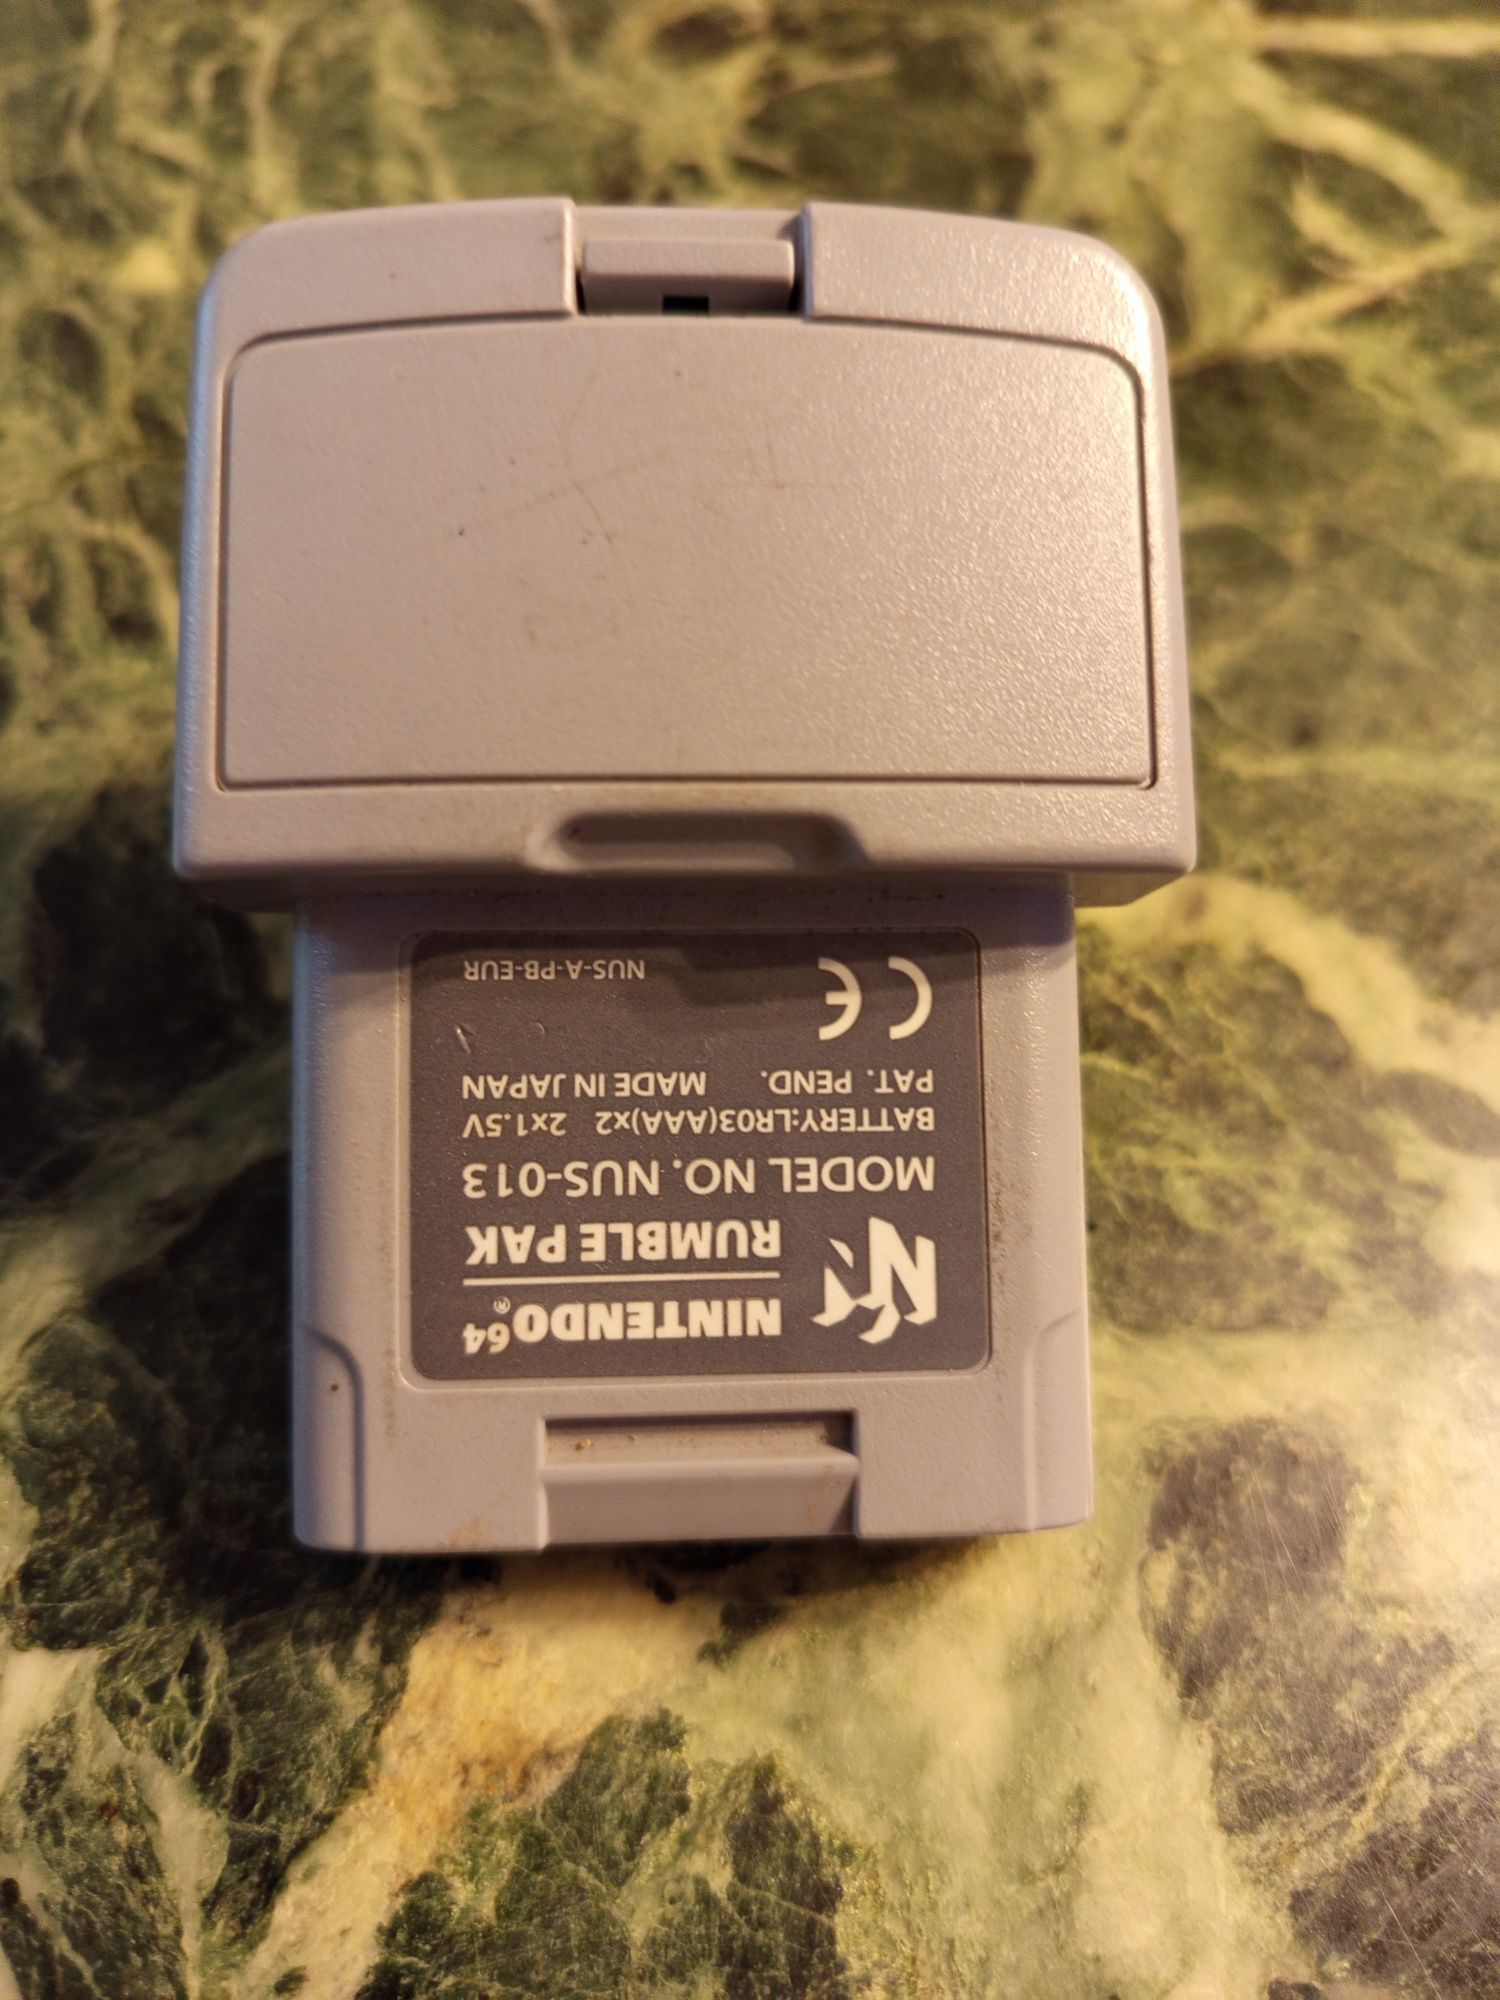 NINTENDO64®
RUMBLE PAK
MODEL NO. NUS-013
BATTERY:LR03(AAA)x2 2x1.5V
PAT. PEND. MADE IN JAPAN
CE NUS-A-PB-EUR